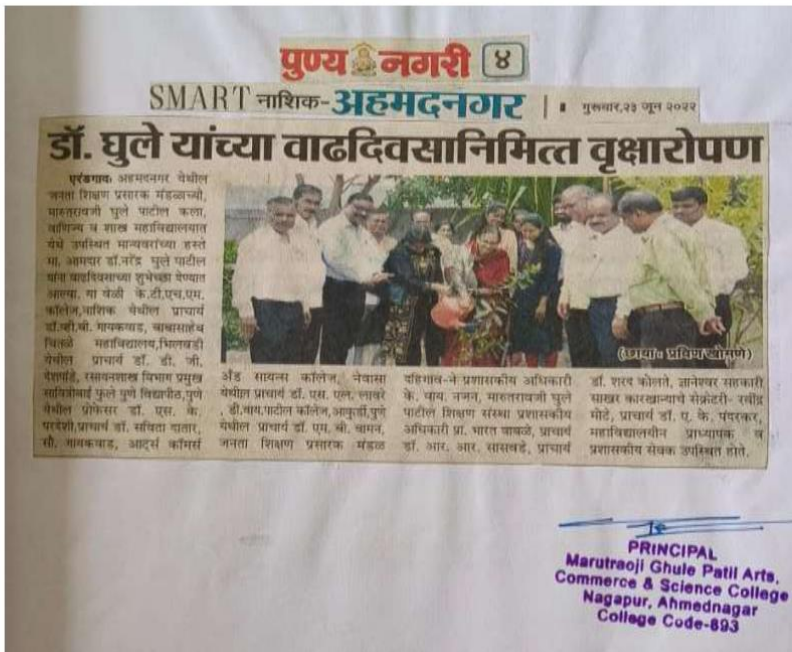 पुण्य नगरी ४
SMART नाशिक-अहमदनगर | गुरूवार,२३ जून २०२२
डॉ. घुले यांच्या वाढदिवसानिमित्त वृक्षारोपण
एरंडगाव: अहमदनगर येथील
जनता शिक्षण प्रसारक मंडळाच्यो,
मारुतरावजी घुले पाटील कला,
वाणिज्य व शास्त्र महाविद्यालयात
येथे उपस्थित मान्यवरांच्या हस्ते
मा. आमदार डॉ.नरेंद्र घुले पाटील
यांना वाढदिवसाच्या शुभेच्छा देण्यात
आल्या. या वेळी के.टी.एच.एम.
कॉलेज,नाशिक येथील प्राचार्य
डॉ.व्ही.बी. गायकवाड, बाबासाहेब
चितळे महाविद्यालय,भिलवडी
येथील प्राचार्य डॉ. डी. जी.
देशपांडे, रसायनशास्त्र विभाग प्रमुख
सावित्रीबाई फुले पुणे विद्यापीठ,पुणे
येथील प्रोफेसर डॉ. एस. के.
परदेशी,प्राचार्य डॉ. सविता दातार,
सौ. गायकवाड, आर्ट्स कॉमर्स
अँड सायन्स कॉलेज, नेवासा
येथील प्राचार्य डॉ. एस. एल. लावरे
, डी.वाय.पाटील कॉलेज,आकुर्डी,पुणे
येथील प्राचार्य डॉ. एम. बी. वामन,
जनता शिक्षण प्रसारक मंडळ
दहिगाव-ने प्रशासकीय अधिकारी
के. वाय. नजन, मारुतरावजी घुले
पाटील शिक्षण संस्था प्रशासकीय
अधिकारी प्रा. भारत वाबळे, प्राचार्य
डॉ. आर. आर. सासवडे, प्राचार्य
(छाया: प्रविण खोमणे)
डॉ. शरद कोलते, ज्ञानेश्वर सहकारी
साखर कारखान्याचे सेक्रेटरी- रवींद्र
मोटे, प्राचार्य डॉ. ए. के. पंदरकर,
महाविद्यालयीन प्राध्यापक व
प्रशासकीय सेवक उपस्थित होते.
PRINCIPAL
Marutraoji Ghule Patil Arts,
Commerce & Science College
Nagapur, Ahmednagar
College Code-893